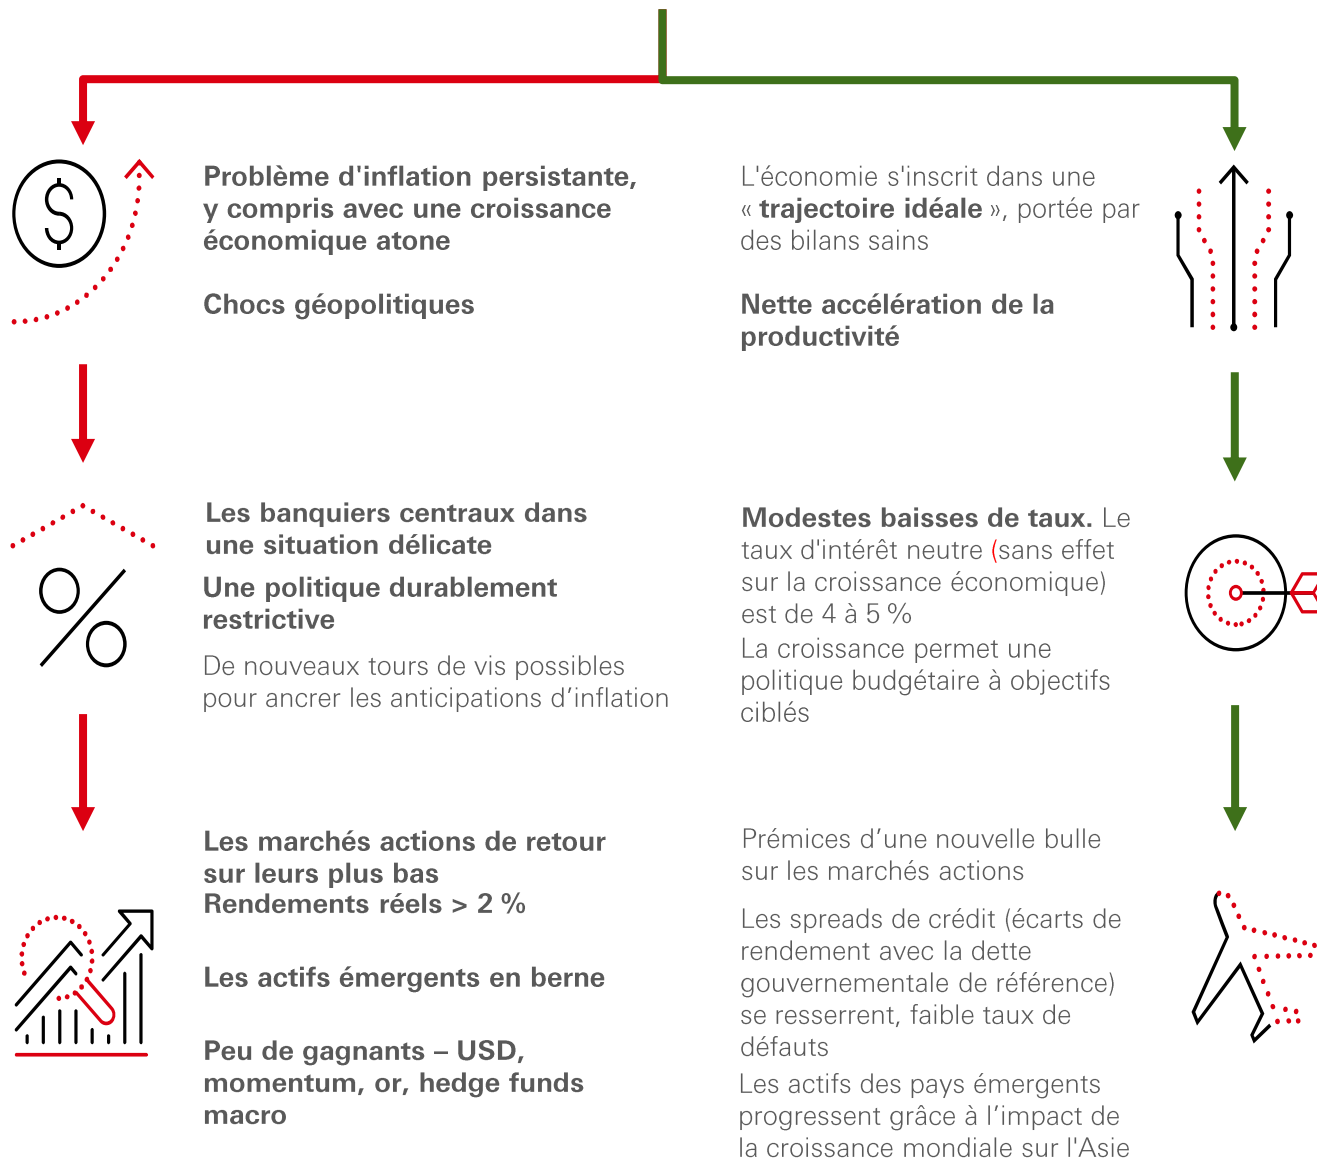 Problème d'inflation persistante,
y compris avec une croissance
économique atone
Chocs géopolitiques
Les banquiers centraux dans
une situation délicate
Une politique durablement
restrictive
De nouveaux tours de vis possibles
pour ancrer les anticipations d’inflation
Les marchés actions de retour
sur leurs plus bas
Rendements réels > 2 %
Les actifs émergents en berne
Peu de gagnants – USD,
momentum, or, hedge funds
macro
L'économie s'inscrit dans une
« trajectoire idéale », portée par
des bilans sains
Nette accélération de la
productivité
Modestes baisses de taux. Le
taux d'intérêt neutre (sans effet
sur la croissance économique)
est de 4 à 5 %
La croissance permet une
politique budgétaire à objectifs
ciblés
Prémices d’une nouvelle bulle
sur les marchés actions
Les spreads de crédit (écarts de
rendement avec la dette
gouvernementale de référence)
se resserrent, faible taux de
défauts
Les actifs des pays émergents
progressent grâce à l’impact de
la croissance mondiale sur l'Asie